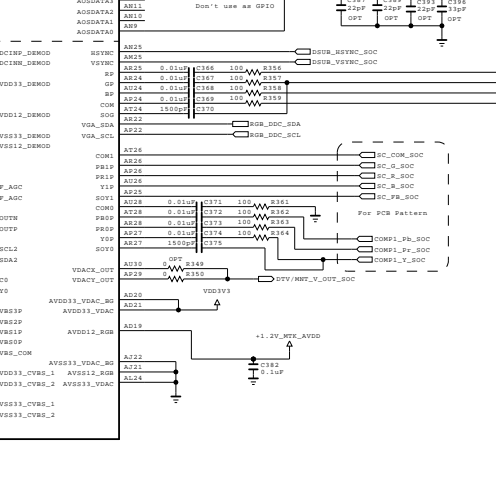 AOSDATA3
AN11
Don't use as GPIO
AOSDATA2
AN10
AOSDATA1
AN9
AOSDATA0
22pF
22pF
C393
22pF
C396
33pF
OPT
OPT
OPT
OPT
DCINP_DEMOD
HSYNC
AN25
DSUB_HSYNC_SOC
DCINN_DEMOD
VSYNC
AM25
DSUB_VSYNC_SOC
RP
AR25
0.01uF
C366
100
R356
VDD33_DEMOD
GP
AR24
0.01uF
C367
100
R357
BP
AU24
0.01uF
C368
100
R358
COM
AP24
0.01uF
C369
100
R359
VDD12_DEMOD
SOG
AT24
1500pF
C370
VGA_SDA
AR22
RGB_DDC_SDA
VSS33_DEMOD
VGA_SCL
AP22
RGB_DDC_SCL
VSS12_DEMOD
COM1
AT26
SC_COM_SOC
PB1P
AR26
SC_G_SOC
PR1P
AP26
SC_R_SOC
F_AGC
Y1P
AU26
SC_B_SOC
F_AGC
SOY1
AP25
SC_FB_SOC
COM0
AU28
0.01uF
C371
100
R361
For PCB Pattern
OUTN
PB0P
AT28
0.01uF
C372
100
R362
OUTP
PR0P
AR28
0.01uF
C373
100
R363
Y0P
AP27
0.01uF
C374
100
R364
COMP1_Pb_SOC
SCL2
SOY0
AR27
1500pF
C375
COMP1_Pr_SOC
SDA2
COMP1_Y_SOC
OPT
VDACX_OUT
AU30
0
R349
C0
VDACY_OUT
AP29
0
R350
DTV/MNT_V_OUT_SOC
Y0
VDD3V3
AVDD33_VDAC_BG
AD20
VBS3P
AVDD33_VDAC
AD21
VBS2P
VBS1P
AVDD12_RGB
AD19
VBS0P
+1.2V_MTK_AVDD
VBS_COM
AVSS33_VDAC_BG
AJ22
VDD33_CVBS_1
AVSS12_RGB
AJ21
C382
0.1uF
VDD33_CVBS_2
AVSS33_VDAC
AL24
VSS33_CVBS_1
VSS33_CVBS_2